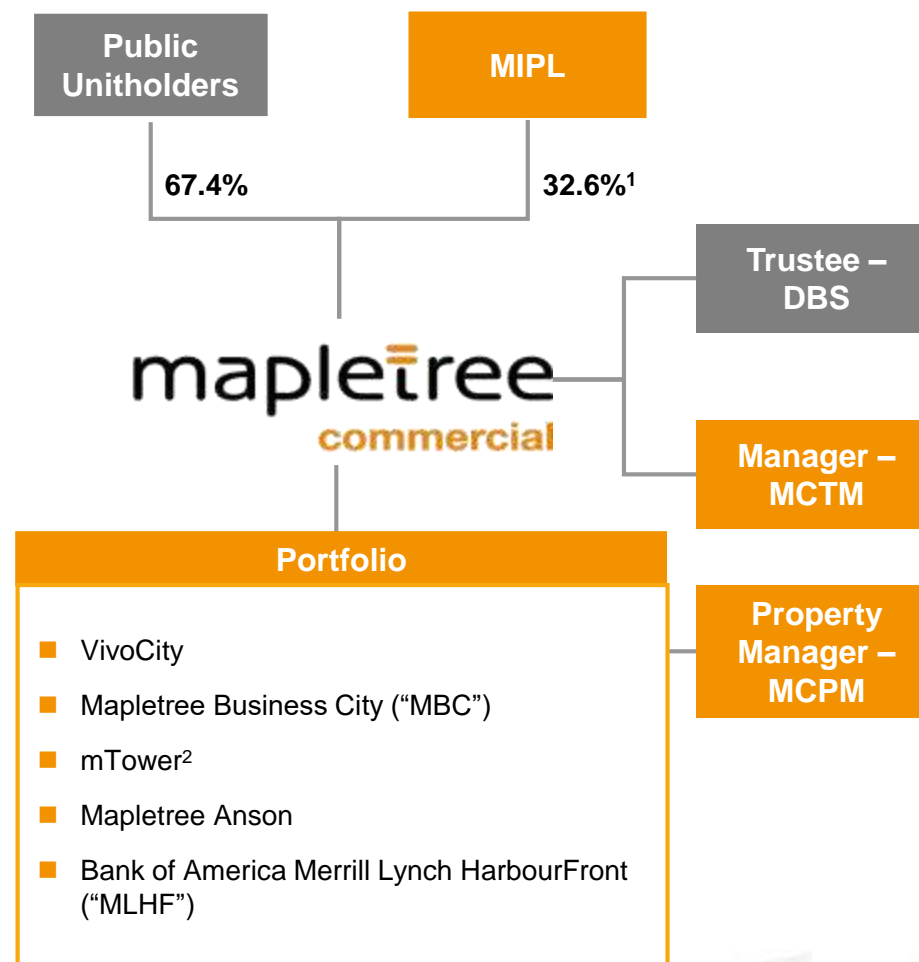 Public
Unitholders
MIPL
67.4%
32.6%¹
Trustee –
DBS
mapletree
commercial
Manager –
MCTM
Portfolio
Property
Manager –
MCPM
■ VivoCity
■ Mapletree Business City (“MBC”)
■ mTower²
■ Mapletree Anson
■ Bank of America Merrill Lynch HarbourFront
(“MLHF”)